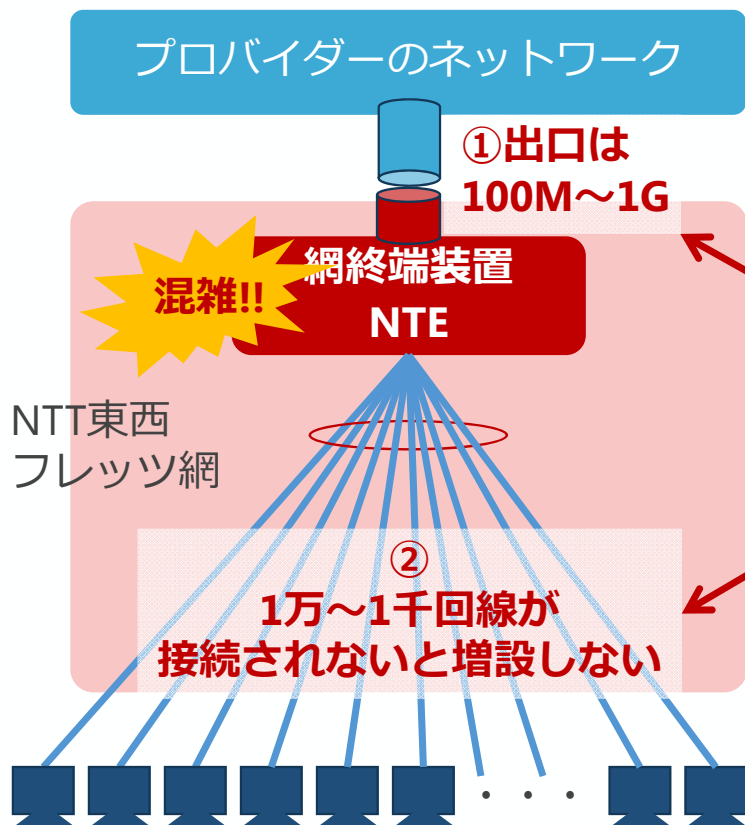 プロバイダーのネットワーク
①出口は
100M～1G
混雑!!
網終端装置
NTE
NTT東西
フレッツ網
②
1万～1千回線が
接続されないと増設しない
・・・